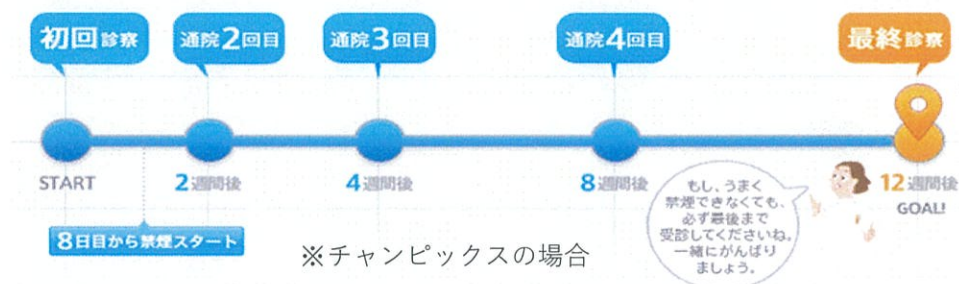 初回診察
通院2回目
通院3回目
通院4回目
最終診察
START
2週間後
4週間後
8週間後
12週間後
GOAL!
8日目から禁煙スタート
※チャンピックスの場合
もし、うまく
禁煙できなくても、
必ず最後まで
受診してくださいね。
一緒にがんばり
ましょう。